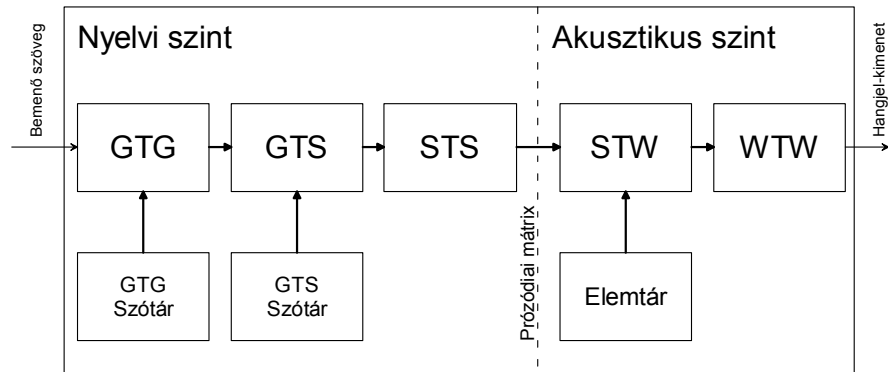 Nyelvi szint
Akusztikus szint
Bemenő szöveg
GTG
GTS
STS
STW
WTW
Hangjel-kimenet
GTG
Szótár
GTS
Szótár
Prózódiai mátrix
Elemtár